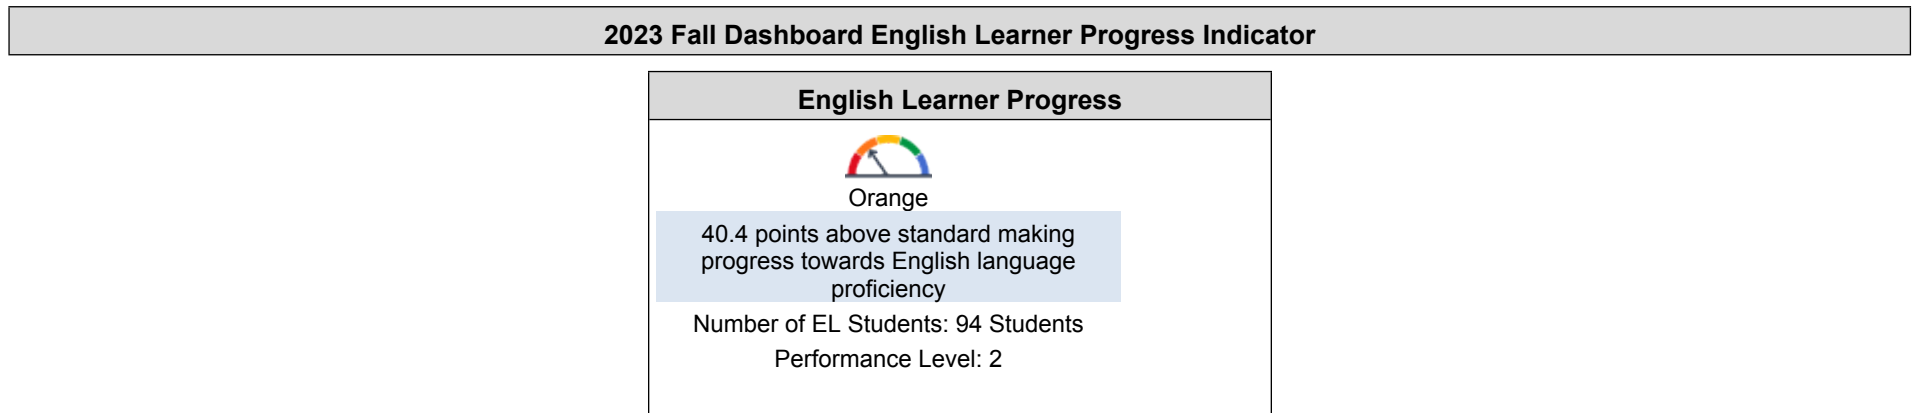 2023 Fall Dashboard English Learner Progress Indicator
English Learner Progress
Orange
40.4 points above standard making
progress towards English language
proficiency
Number of EL Students: 94 Students
Performance Level: 2